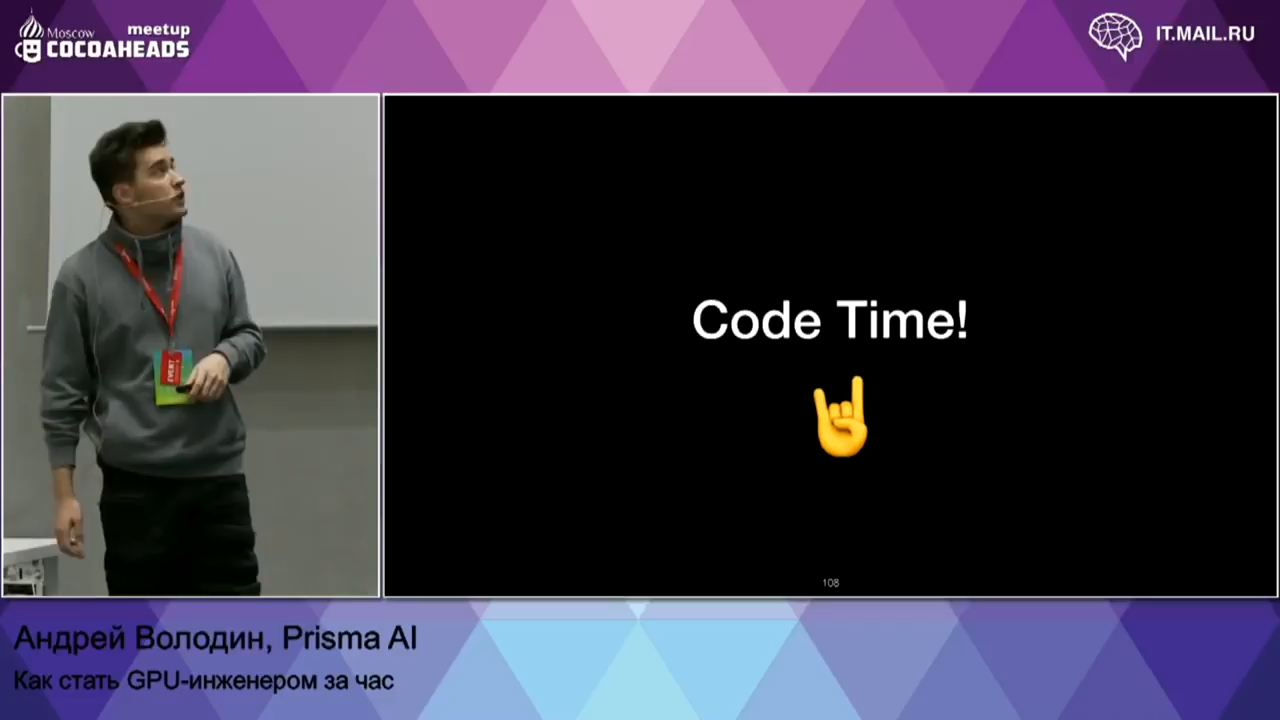 Moscow meetup
COCOAHEADS
IT.MAIL.RU
Code Time!
108
Андрей Володин, Prisma AI
Как стать GPU-инженером за час